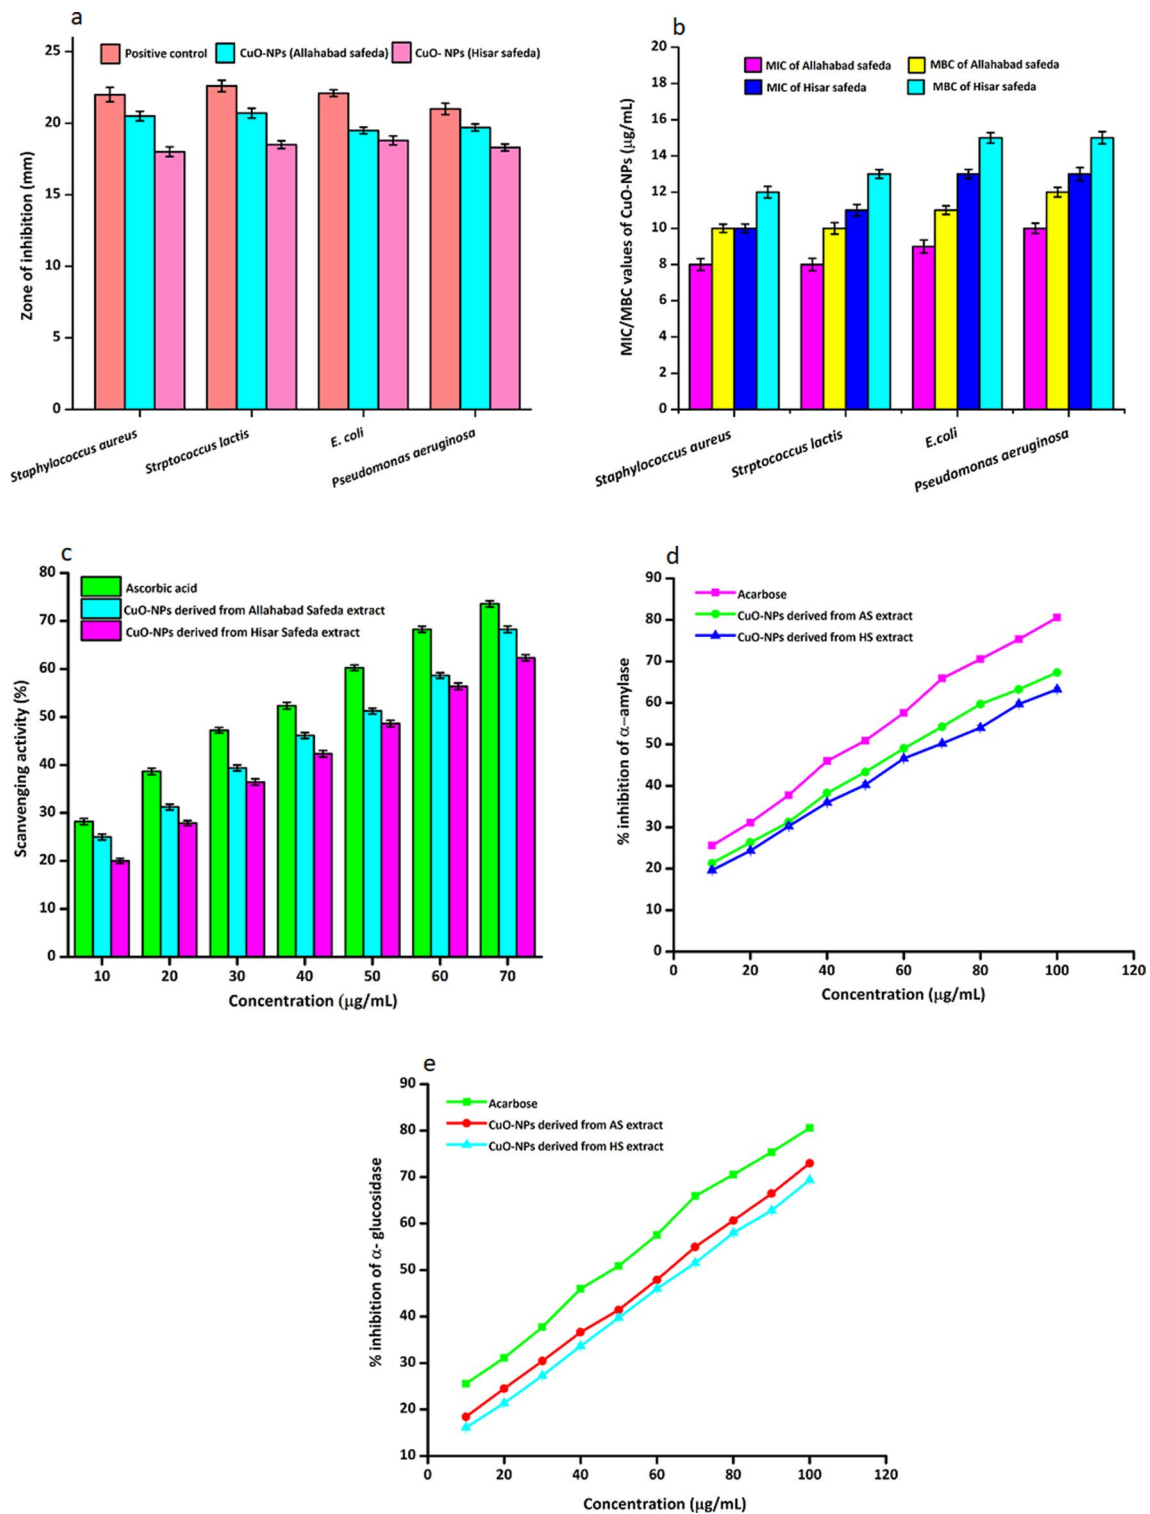 a
Positive control
CuO-NPs (Allahabad safeda)
CuO- NPs (Hisar safeda)
25
20
15
10
5
0
Zone of inhibition (mm)
Staphylococcus aureus
Strptococcus lactis
E. coli
Pseudomonas aeruginosa
b
MIC of Allahabad safeda
MBC of Allahabad safeda
MIC of Hisar safeda
MBC of Hisar safeda
20
18
16
14
12
10
8
6
4
2
0
MIC/MBC values of CuO-NPs (μg/mL)
Staphylococcus aureus
Strptococcus lactis
E.coli
Pseudomonas aeruginosa
c
Ascorbic acid
CuO-NPs derived from Allahabad Safeda extract
CuO-NPs derived from Hisar Safeda extract
80
70
60
50
40
30
20
10
0
Scanvenging activity (%)
10 20 30 40 50 60 70
Concentration (μg/mL)
d
Acarbose
CuO-NPs derived from AS extract
CuO-NPs derived from HS extract
90
80
70
60
50
40
30
20
10
0
% inhibition of α–amylase
0 20 40 60 80 100 120
Concentration (μg/mL)
e
Acarbose
CuO-NPs derived from AS extract
CuO-NPs derived from HS extract
90
80
70
60
50
40
30
20
10
% inhibition of α- glucosidase
0 20 40 60 80 100 120
Concentration (μg/mL)